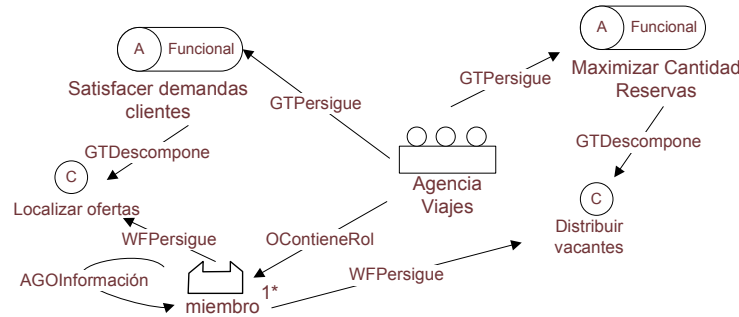 A Funcional
Satisfacer demandas
clientes
A Funcional
Maximizar Cantidad
Reservas
GTPersigue
GTPersigue
GTDescompone
GTDescompone
C
Localizar ofertas
Agencia
Viajes
C
Distribuir
vacantes
WFPersigue
OContieneRol
WFPersigue
AGOInformación
miembro 1*